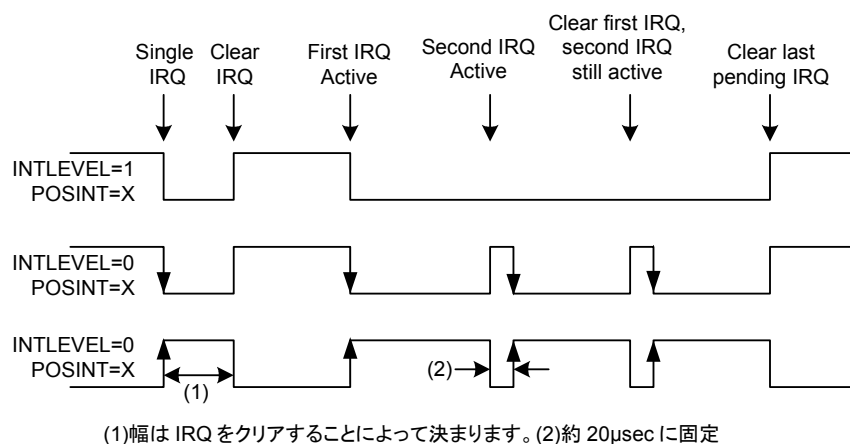 Single
IRQ
Clear
IRQ
First IRQ
Active
Second IRQ
Active
Clear first IRQ,
second IRQ
still active
Clear last
pending IRQ
INTLEVEL=1
POSINT=X
INTLEVEL=0
POSINT=X
INTLEVEL=0
POSINT=X
(1)
(2)
(1)幅は IRQ をクリアすることによって決まります。(2)約 20μsec に固定